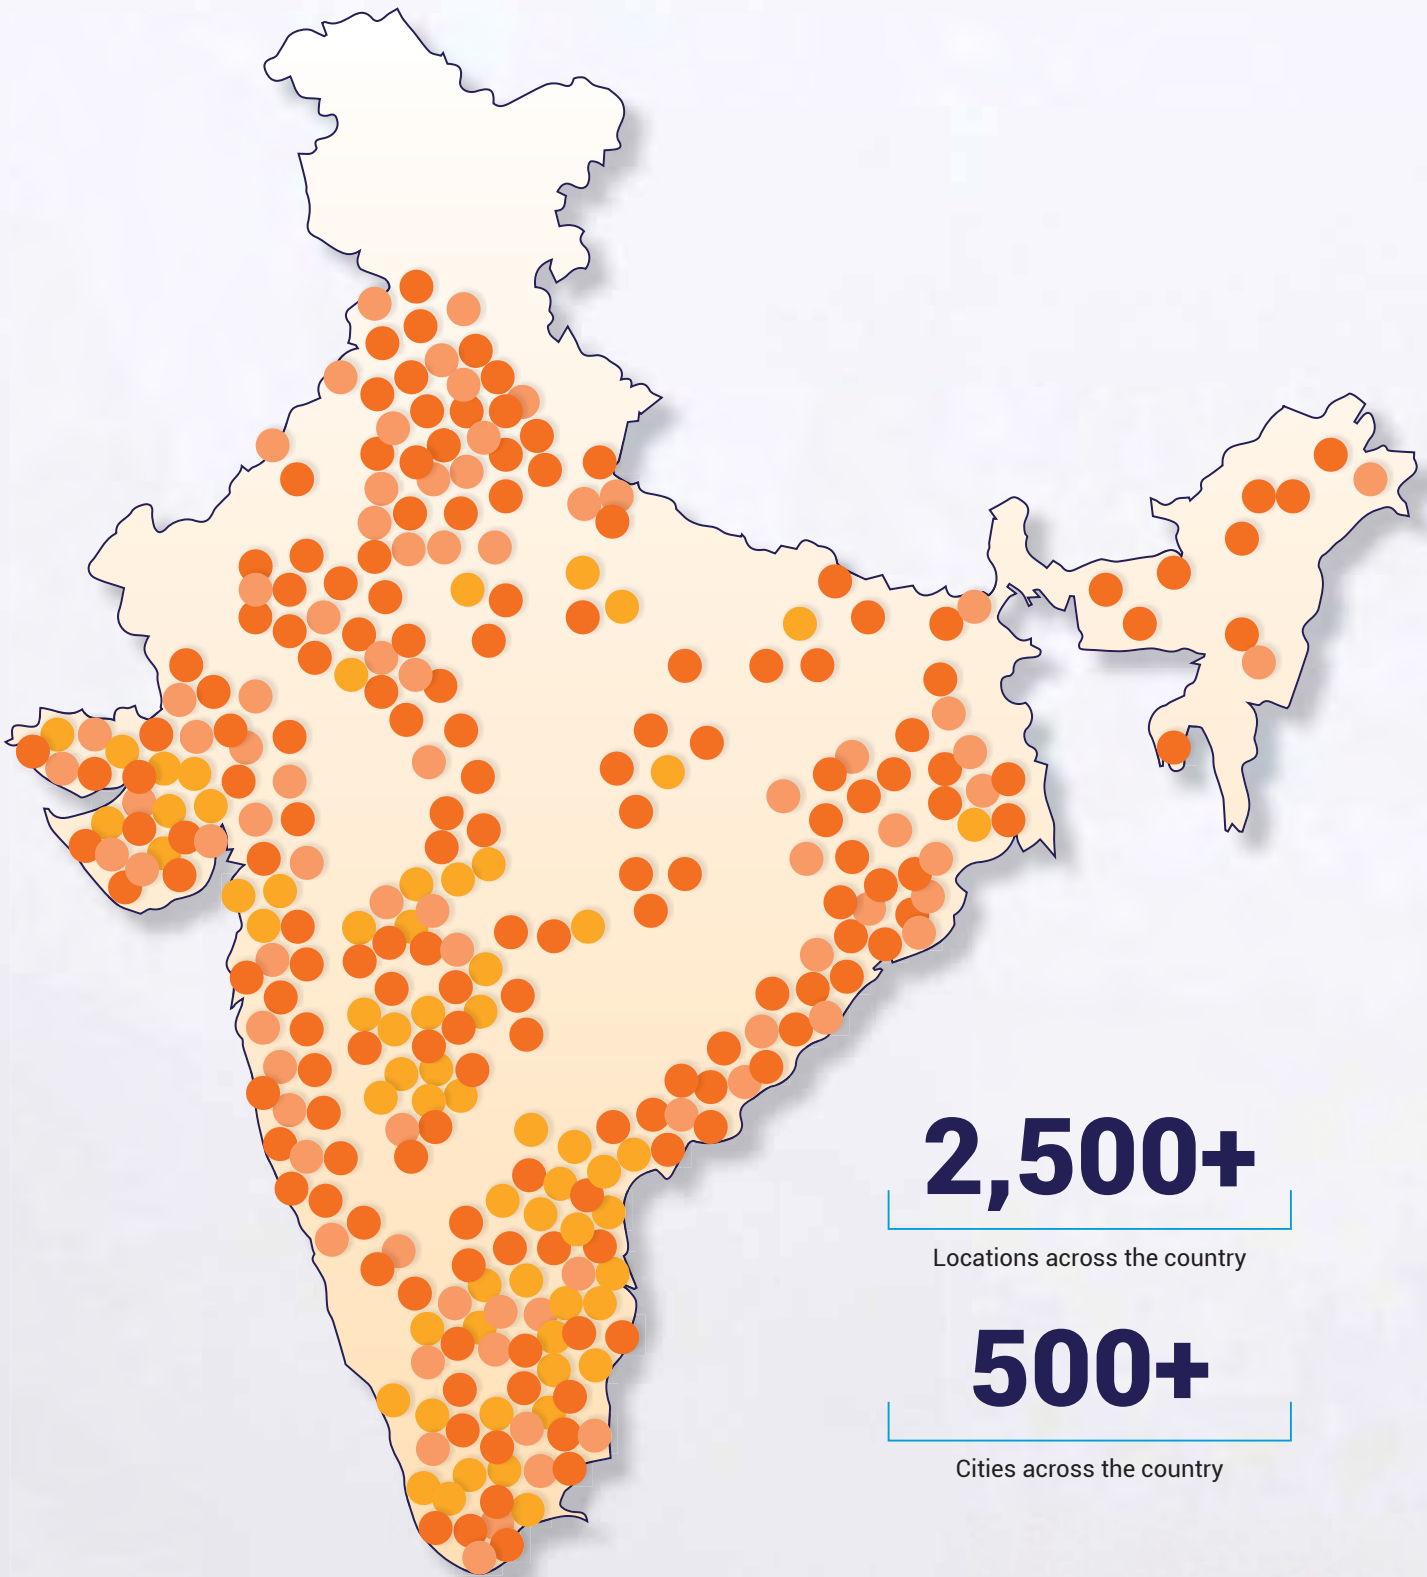 2,500+
Locations across the country
500+
Cities across the country